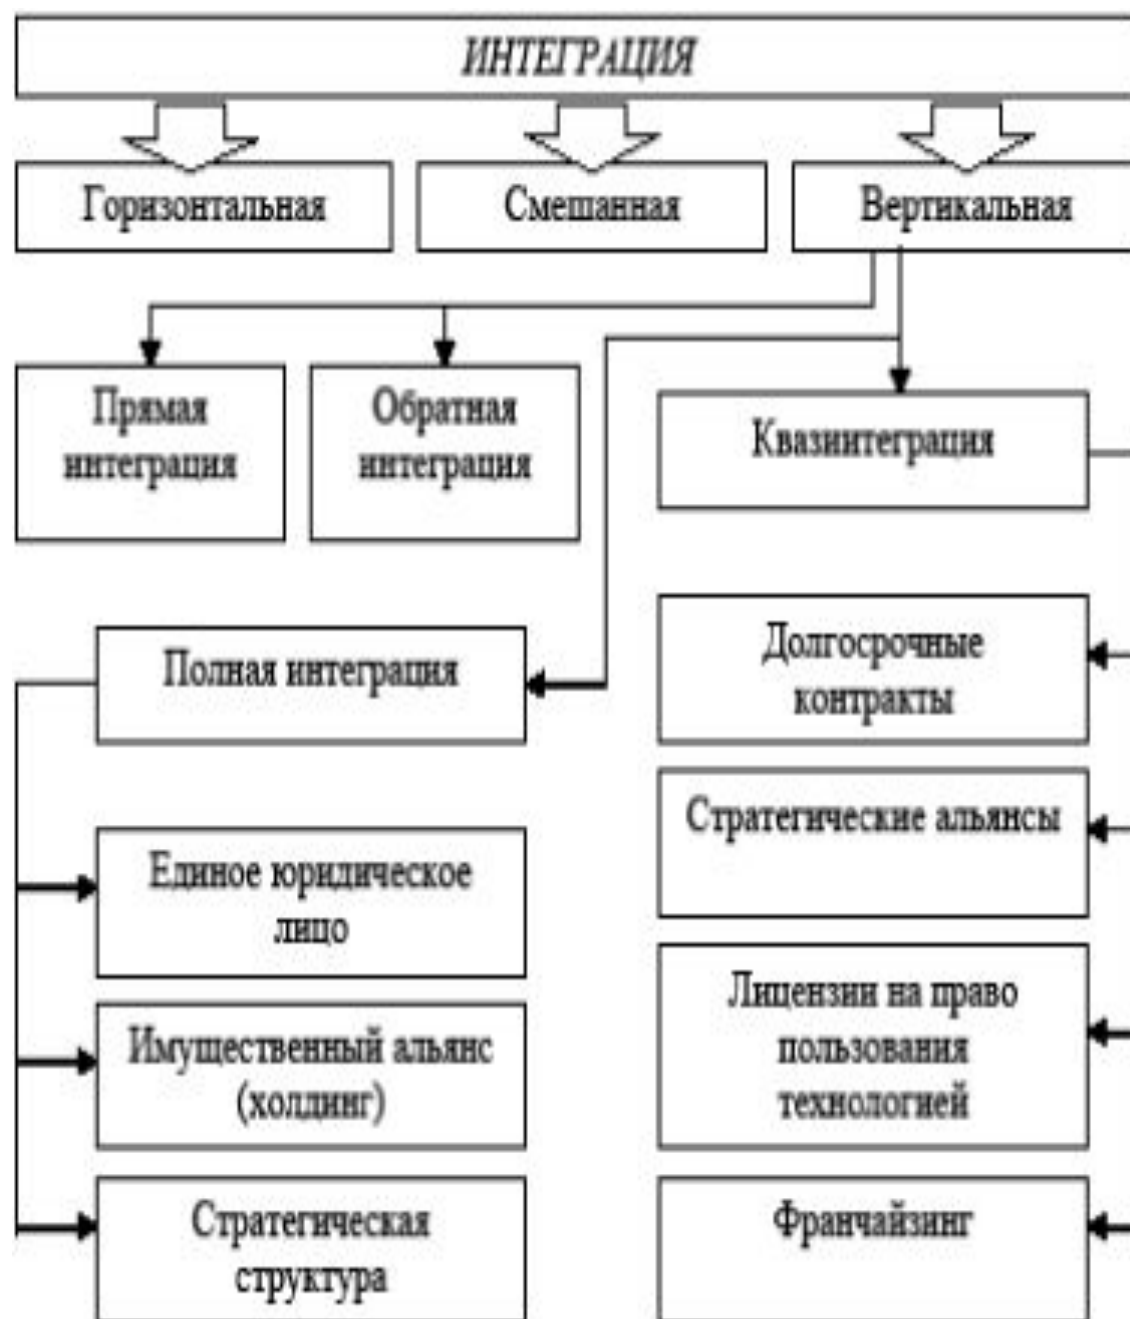 ИНТЕГРАЦИЯ
Горизонтальная
Смешанная
Вертикальная
Прямая
интеграция
Обратная
интеграция
Квазиитеграция
Полная интеграция
Долгосрочные
контракты
Стратегические альянсы
Единое юридическое
лицо
Лицензии на право
пользования
технологией
Имущественный альянс
(холдинг)
Стратегическая
структура
Франчайзинг